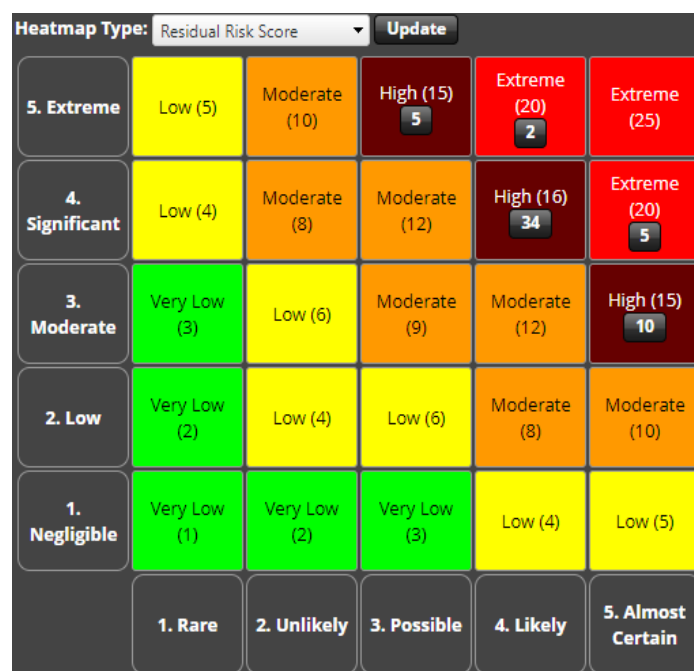 Heatmap Type: Residual Risk Score Update
5. Extreme
Low (5)
Moderate
(10)
High (15)
5
Extreme
(20)
2
Extreme
(25)
4.
Significant
Low (4)
Moderate
(8)
Moderate
(12)
High (16)
34
Extreme
(20)
5
3.
Moderate
Very Low
(3)
Low (6)
Moderate
(9)
Moderate
(12)
High (15)
10
2. Low
Very Low
(2)
Low (4)
Low (6)
Moderate
(8)
Moderate
(10)
1.
Negligible
Very Low
(1)
Very Low
(2)
Very Low
(3)
Low (4)
Low (5)
1. Rare
2. Unlikely
3. Possible
4. Likely
5. Almost
Certain